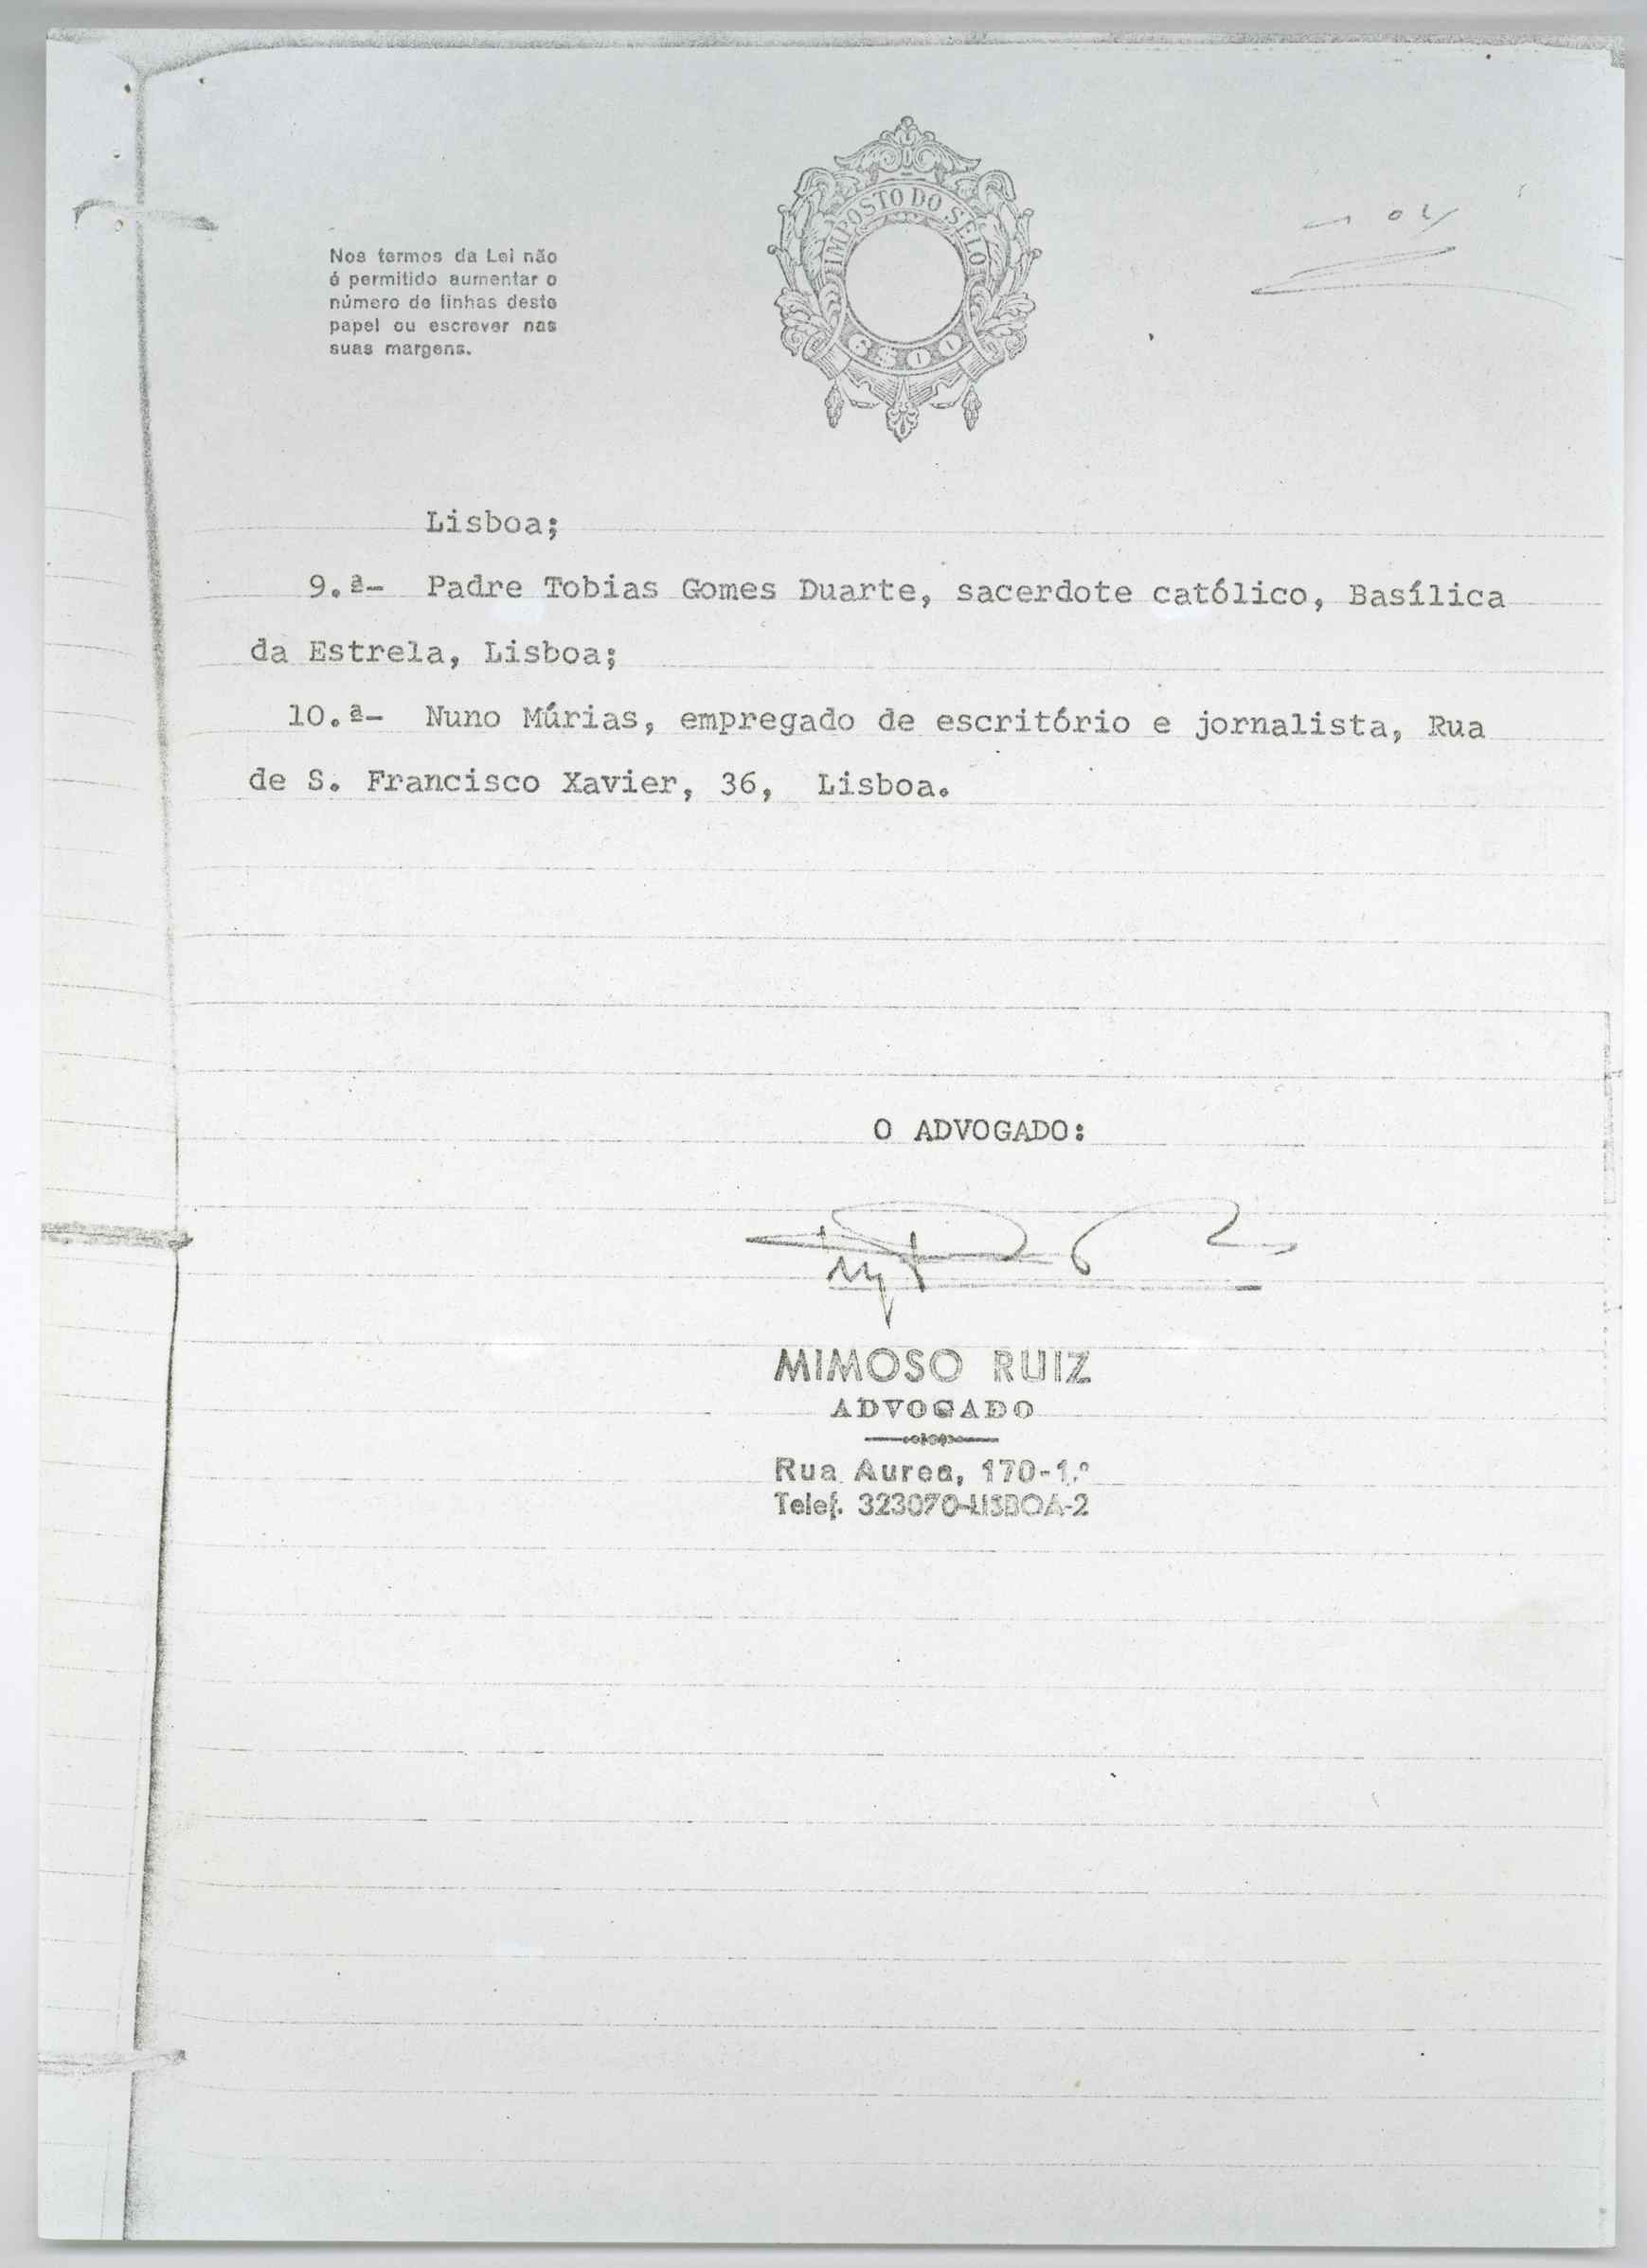 Nos termos da Lei não
é permitido aumentar o
número de linhas deste
papel ou escrever nas
suas margens.
IMPOSTO DO SELO
6$00
Lisboa;
9.ª- Padre Tobias Gomes Duarte, sacerdote católico, Basílica
da Estrela, Lisboa;
10.ª- Nuno Múrias, empregado de escritório e jornalista, Rua
de S. Francisco Xavier, 36, Lisboa.
O ADVOGADO:
MIMOSO RUIZ
ADVOGADO
Rua Aurea, 170-1.º
Telef. 323070-LISBOA-2